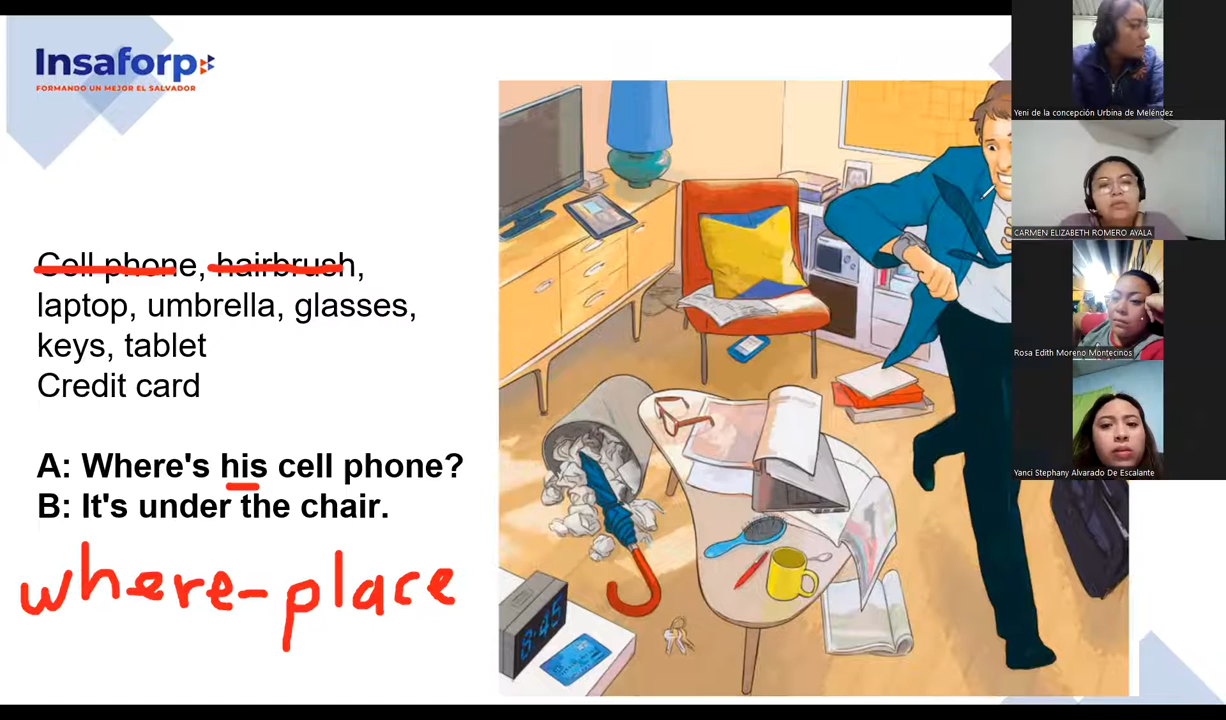 Insaforp
FORMANDO UN MEJOR EL SALVADOR
Cell phone, hairbrush,
laptop, umbrella, glasses,
keys, tablet
Credit card
A: Where's his cell phone?
B: It's under the chair.
where-place
8:45
Yeni de la concepción Urbina de Meléndez
CARMEN ELIZABETH ROMERO AYALA
Rosa Edith Moreno Montecinos
Yanci Stephany Alvarado De Escalante